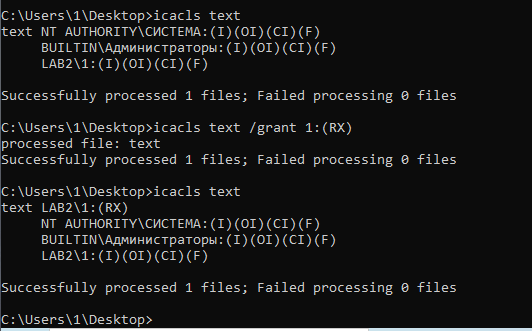 C:\Users\1\Desktop>icacls text
text NT AUTHORITY\СИСТЕМА:(I)(OI)(CI)(F)
     BUILTIN\Администраторы:(I)(OI)(CI)(F)
     LAB2\1:(I)(OI)(CI)(F)

Successfully processed 1 files; Failed processing 0 files

C:\Users\1\Desktop>icacls text /grant 1:(RX)
processed file: text
Successfully processed 1 files; Failed processing 0 files

C:\Users\1\Desktop>icacls text
text LAB2\1:(RX)
     NT AUTHORITY\СИСТЕМА:(I)(OI)(CI)(F)
     BUILTIN\Администраторы:(I)(OI)(CI)(F)
     LAB2\1:(I)(OI)(CI)(F)

Successfully processed 1 files; Failed processing 0 files

C:\Users\1\Desktop>